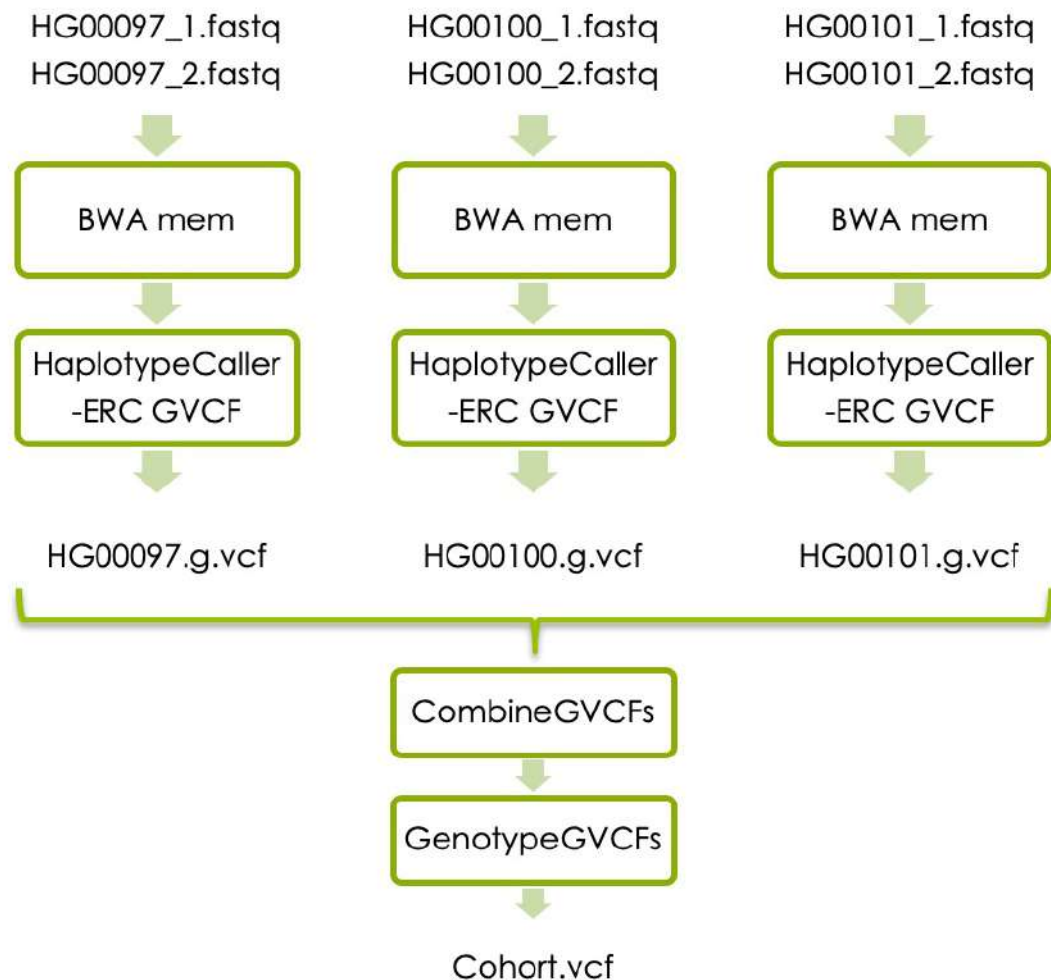 HG00097_1.fastq
HG00097_2.fastq
HG00100_1.fastq
HG00100_2.fastq
HG00101_1.fastq
HG00101_2.fastq
BWA mem
BWA mem
BWA mem
HaplotypeCaller
-ERC GVCF
HaplotypeCaller
-ERC GVCF
HaplotypeCaller
-ERC GVCF
HG00097.g.vcf
HG00100.g.vcf
HG00101.g.vcf
CombineGVCFs
GenotypeGVCFs
Cohort.vcf